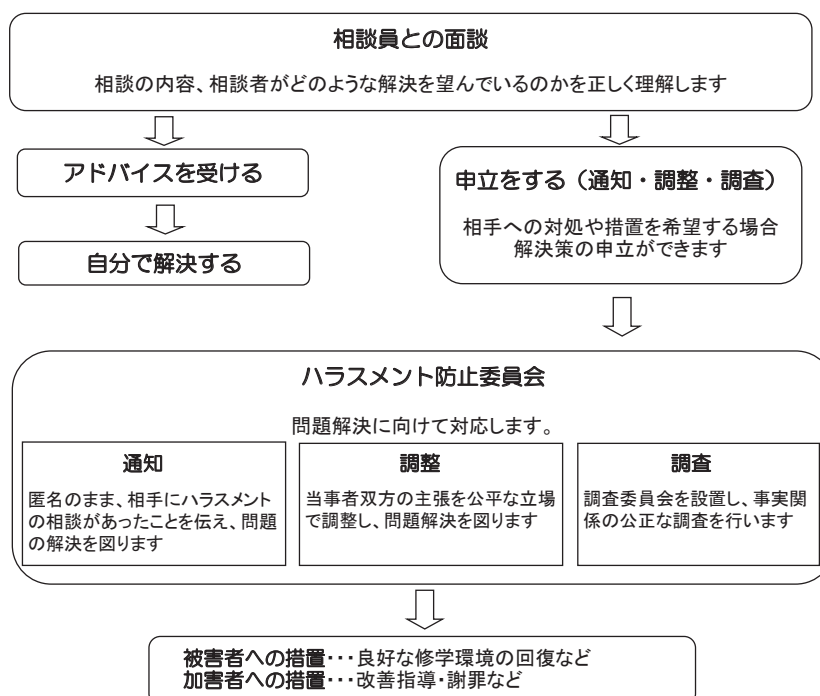 相談員との面談
相談の内容、相談者がどのような解決を望んでいるのかを正しく理解します
アドバイスを受ける
自分で解決する
申立をする（通知・調整・調査）
相手への対処や措置を希望する場合
解決策の申立ができます
ハラスメント防止委員会
問題解決に向けて対応します。
通知
匿名のまま、相手にハラスメント
の相談があったことを伝え、問題
の解決を図ります
調整
当事者双方の主張を公平な立場
で調整し、問題解決を図ります
調査
調査委員会を設置し、事実関
係の公正な調査を行います
被害者への措置･･･良好な修学環境の回復など
加害者への措置･･･改善指導・謝罪など